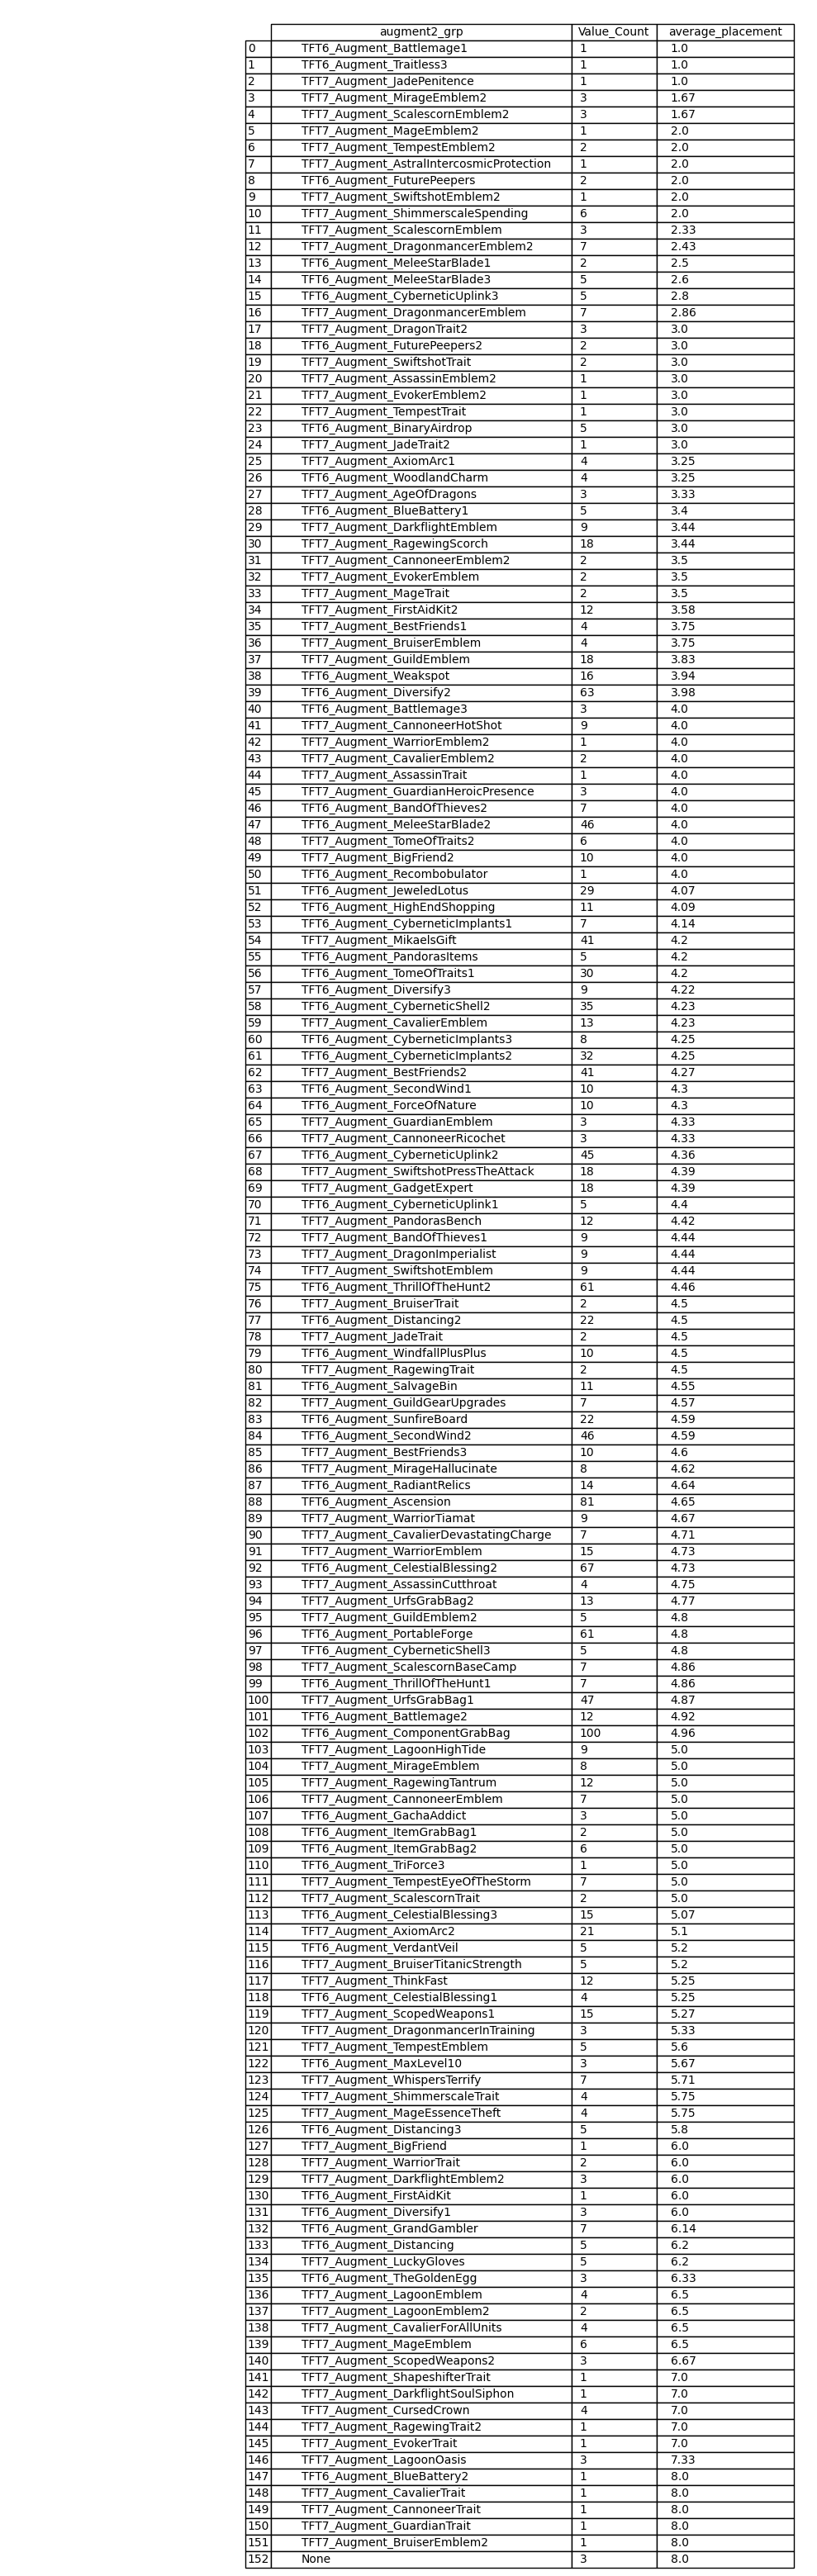 augment2_grp Value_Count average_placement
0 TFT6_Augment_Battlemage1 1 1.0
1 TFT6_Augment_Traitless3 1 1.0
2 TFT7_Augment_JadePenitence 1 1.0
3 TFT7_Augment_MirageEmblem2 3 1.67
4 TFT7_Augment_ScalescornEmblem2 3 1.67
5 TFT7_Augment_MageEmblem2 1 2.0
6 TFT7_Augment_TempestEmblem2 2 2.0
7 TFT7_Augment_AstralIntercosmicProtection 1 2.0
8 TFT6_Augment_FuturePeepers 2 2.0
9 TFT7_Augment_SwiftshotEmblem2 1 2.0
10 TFT7_Augment_ShimmerscaleSpending 6 2.0
11 TFT7_Augment_ScalescornEmblem 3 2.33
12 TFT7_Augment_DragonmancerEmblem2 7 2.43
13 TFT6_Augment_MeleeStarBlade1 2 2.5
14 TFT6_Augment_MeleeStarBlade3 5 2.6
15 TFT6_Augment_CyberneticUplink3 5 2.8
16 TFT7_Augment_DragonmancerEmblem 7 2.86
17 TFT7_Augment_DragonTrait2 3 3.0
18 TFT6_Augment_FuturePeepers2 2 3.0
19 TFT7_Augment_SwiftshotTrait 2 3.0
20 TFT7_Augment_AssassinEmblem2 1 3.0
21 TFT7_Augment_EvokerEmblem2 1 3.0
22 TFT7_Augment_TempestTrait 1 3.0
23 TFT6_Augment_BinaryAirdrop 5 3.0
24 TFT7_Augment_JadeTrait2 1 3.0
25 TFT7_Augment_AxiomArc1 4 3.25
26 TFT6_Augment_WoodlandCharm 4 3.25
27 TFT7_Augment_AgeOfDragons 3 3.33
28 TFT6_Augment_BlueBattery1 5 3.4
29 TFT7_Augment_DarkflightEmblem 9 3.44
30 TFT7_Augment_RagewingScorch 18 3.44
31 TFT7_Augment_CannoneerEmblem2 2 3.5
32 TFT7_Augment_EvokerEmblem 2 3.5
33 TFT7_Augment_MageTrait 2 3.5
34 TFT7_Augment_FirstAidKit2 12 3.58
35 TFT7_Augment_BestFriends1 4 3.75
36 TFT7_Augment_BruiserEmblem 4 3.75
37 TFT7_Augment_GuildEmblem 18 3.83
38 TFT6_Augment_Weakspot 16 3.94
39 TFT6_Augment_Diversify2 63 3.98
40 TFT6_Augment_Battlemage3 3 4.0
41 TFT7_Augment_CannoneerHotShot 9 4.0
42 TFT7_Augment_WarriorEmblem2 1 4.0
43 TFT7_Augment_CavalierEmblem2 2 4.0
44 TFT7_Augment_AssassinTrait 1 4.0
45 TFT7_Augment_GuardianHeroicPresence 3 4.0
46 TFT7_Augment_BandOfThieves2 7 4.0
47 TFT6_Augment_MeleeStarBlade2 46 4.0
48 TFT7_Augment_TomeOfTraits2 6 4.0
49 TFT7_Augment_BigFriend2 10 4.0
50 TFT6_Augment_Recombobulator 1 4.0
51 TFT6_Augment_JeweledLotus 29 4.07
52 TFT6_Augment_HighEndShopping 11 4.09
53 TFT6_Augment_CyberneticImplants1 7 4.14
54 TFT7_Augment_MikaelsGift 41 4.2
55 TFT6_Augment_PandorasItems 5 4.2
56 TFT6_Augment_TomeOfTraits1 30 4.2
57 TFT6_Augment_Diversify3 9 4.22
58 TFT6_Augment_CyberneticShell2 35 4.23
59 TFT7_Augment_CavalierEmblem 13 4.23
60 TFT6_Augment_CyberneticImplants3 8 4.25
61 TFT6_Augment_CyberneticImplants2 32 4.25
62 TFT7_Augment_BestFriends2 41 4.27
63 TFT6_Augment_SecondWind1 10 4.3
64 TFT6_Augment_ForceOfNature 10 4.3
65 TFT7_Augment_GuardianEmblem 3 4.33
66 TFT7_Augment_CannoneerRicochet 3 4.33
67 TFT6_Augment_CyberneticUplink2 45 4.36
68 TFT7_Augment_SwiftshotPressTheAttack 18 4.39
69 TFT7_Augment_GadgetExpert 18 4.39
70 TFT6_Augment_CyberneticUplink1 5 4.4
71 TFT7_Augment_PandorasBench 12 4.42
72 TFT7_Augment_BandOfThieves1 9 4.44
73 TFT7_Augment_DragonImperialist 9 4.44
74 TFT7_Augment_SwiftshotEmblem 9 4.44
75 TFT6_Augment_ThrillOfTheHunt2 61 4.46
76 TFT7_Augment_BruiserTrait 2 4.5
77 TFT6_Augment_Distancing2 22 4.5
78 TFT7_Augment_JadeTrait 2 4.5
79 TFT6_Augment_WindfallPlusPlus 10 4.5
80 TFT7_Augment_RagewingTrait 2 4.5
81 TFT6_Augment_SalvageBin 11 4.55
82 TFT7_Augment_GuildGearUpgrades 7 4.57
83 TFT6_Augment_SunfireBoard 22 4.59
84 TFT6_Augment_SecondWind2 46 4.59
85 TFT7_Augment_BestFriends3 10 4.6
86 TFT7_Augment_MirageHallucinate 8 4.62
87 TFT6_Augment_RadiantRelics 14 4.64
88 TFT6_Augment_Ascension 81 4.65
89 TFT7_Augment_WarriorTiamat 9 4.67
90 TFT7_Augment_CavalierDevastatingCharge 7 4.71
91 TFT7_Augment_WarriorEmblem 15 4.73
92 TFT6_Augment_CelestialBlessing2 67 4.73
93 TFT7_Augment_AssassinCutthroat 4 4.75
94 TFT7_Augment_UrfsGrabBag2 13 4.77
95 TFT7_Augment_GuildEmblem2 5 4.8
96 TFT6_Augment_PortableForge 61 4.8
97 TFT6_Augment_CyberneticShell3 5 4.8
98 TFT7_Augment_ScalescornBaseCamp 7 4.86
99 TFT6_Augment_ThrillOfTheHunt1 7 4.86
100 TFT7_Augment_UrfsGrabBag1 47 4.87
101 TFT6_Augment_Battlemage2 12 4.92
102 TFT6_Augment_ComponentGrabBag 100 4.96
103 TFT7_Augment_LagoonHighTide 9 5.0
104 TFT7_Augment_MirageEmblem 8 5.0
105 TFT7_Augment_RagewingTantrum 12 5.0
106 TFT7_Augment_CannoneerEmblem 7 5.0
107 TFT6_Augment_GachaAddict 3 5.0
108 TFT6_Augment_ItemGrabBag1 2 5.0
109 TFT6_Augment_ItemGrabBag2 6 5.0
110 TFT6_Augment_TriForce3 1 5.0
111 TFT7_Augment_TempestEyeOfTheStorm 7 5.0
112 TFT7_Augment_ScalescornTrait 2 5.0
113 TFT6_Augment_CelestialBlessing3 15 5.07
114 TFT7_Augment_AxiomArc2 21 5.1
115 TFT6_Augment_VerdantVeil 5 5.2
116 TFT7_Augment_BruiserTitanicStrength 5 5.2
117 TFT7_Augment_ThinkFast 12 5.25
118 TFT6_Augment_CelestialBlessing1 4 5.25
119 TFT7_Augment_ScopedWeapons1 15 5.27
120 TFT7_Augment_DragonmancerInTraining 3 5.33
121 TFT7_Augment_TempestEmblem 5 5.6
122 TFT6_Augment_MaxLevel10 3 5.67
123 TFT7_Augment_WhispersTerrify 7 5.71
124 TFT7_Augment_ShimmerscaleTrait 4 5.75
125 TFT7_Augment_MageEssenceTheft 4 5.75
126 TFT6_Augment_Distancing3 5 5.8
127 TFT7_Augment_BigFriend 1 6.0
128 TFT7_Augment_WarriorTrait 2 6.0
129 TFT7_Augment_DarkflightEmblem2 3 6.0
130 TFT6_Augment_FirstAidKit 1 6.0
131 TFT6_Augment_Diversify1 3 6.0
132 TFT6_Augment_GrandGambler 7 6.14
133 TFT6_Augment_Distancing 5 6.2
134 TFT7_Augment_LuckyGloves 5 6.2
135 TFT6_Augment_TheGoldenEgg 3 6.33
136 TFT7_Augment_LagoonEmblem 4 6.5
137 TFT7_Augment_LagoonEmblem2 2 6.5
138 TFT7_Augment_CavalierForAllUnits 4 6.5
139 TFT7_Augment_MageEmblem 6 6.5
140 TFT7_Augment_ScopedWeapons2 3 6.67
141 TFT7_Augment_ShapeshifterTrait 1 7.0
142 TFT7_Augment_DarkflightSoulSiphon 1 7.0
143 TFT7_Augment_CursedCrown 4 7.0
144 TFT7_Augment_RagewingTrait2 1 7.0
145 TFT7_Augment_EvokerTrait 1 7.0
146 TFT7_Augment_LagoonOasis 3 7.33
147 TFT6_Augment_BlueBattery2 1 8.0
148 TFT7_Augment_CavalierTrait 1 8.0
149 TFT7_Augment_CannoneerTrait 1 8.0
150 TFT7_Augment_GuardianTrait 1 8.0
151 TFT7_Augment_BruiserEmblem2 1 8.0
152 None 3 8.0